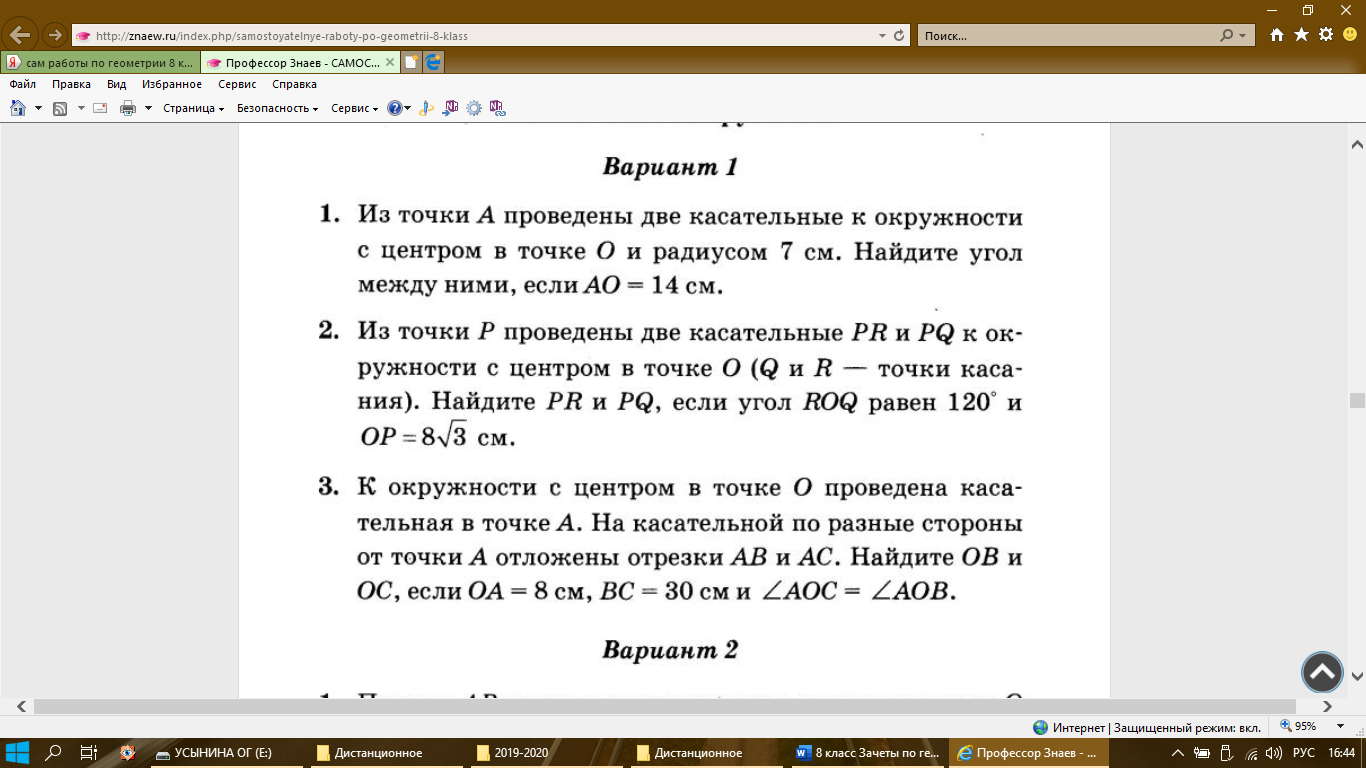 http://znaew.ru/index.php/samostoyatelnye-raboty-po-geometrii-8-klass
Поиск...
сам работы по геометрии 8 к...
Профессор Знаев - САМОС...
Файл Правка Вид Избранное Сервис Справка
Страница Безопасность Сервис
Вариант 1
1. Из точки A проведены две касательные к окружности
с центром в точке O и радиусом 7 см. Найдите угол
между ними, если AO = 14 см.
2. Из точки P проведены две касательные PR и PQ к ок-
ружности с центром в точке O (Q и R — точки каса-
ния). Найдите PR и PQ, если угол ROQ равен 120° и
OP = 8√3 см.
3. К окружности с центром в точке O проведена каса-
тельная в точке A. На касательной по разные стороны
от точки A отложены отрезки AB и AC. Найдите OB и
OC, если OA = 8 см, BC = 30 см и ∠AOC = ∠AOB.
Вариант 2
Интернет | Защищенный режим: вкл.
95%
УСЫНИНА ОГ (E:)
Дистанционное
2019-2020
Дистанционное
8 класс Зачеты по ге...
Профессор Знаев - ...
РУС
16:44